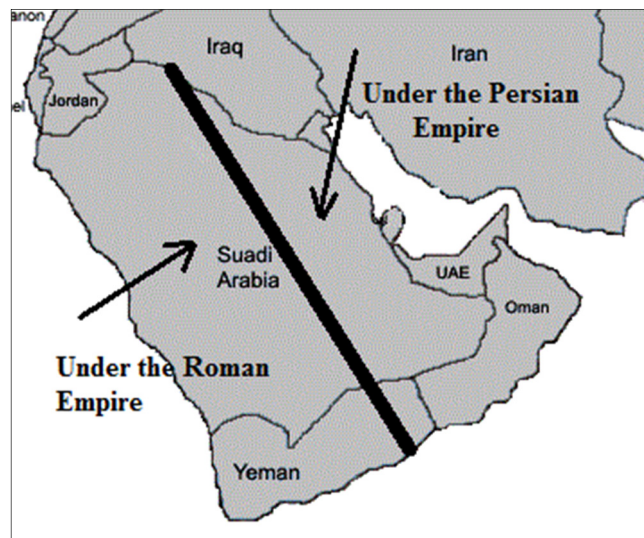 anon
Iraq
Iran
el
Jordan
Under the Persian
Empire
Suadi
Arabia
UAE
Oman
Under the Roman
Empire
Yeman